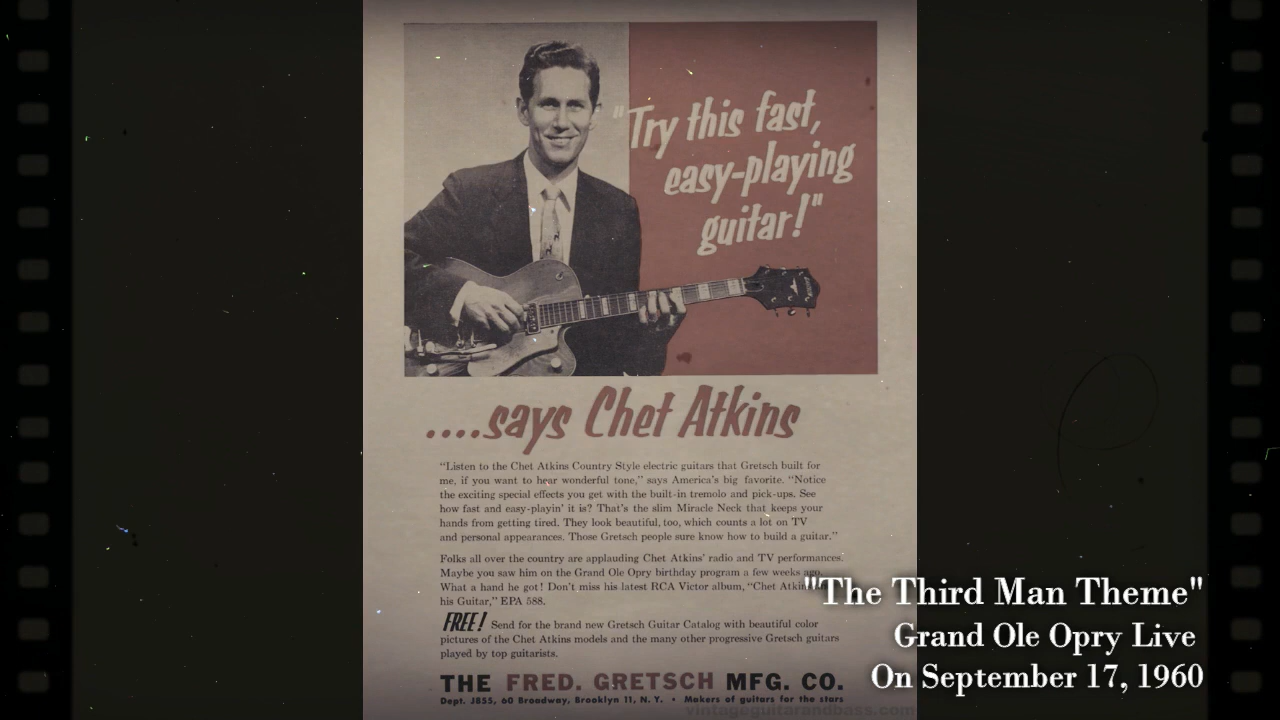 "Try this fast,
easy-playing
guitar!"
....says Chet Atkins
"Listen to the Chet Atkins Country Style electric guitars that Gretsch built for
me, if you want to hear wonderful tone," says America's big favorite. "Notice
the exciting special effects you get with the built-in tremolo and pick-ups. See
how fast and easy-playin' it is? That's the slim Miracle Neck that keeps your
hands from getting tired. They look beautiful, too, which counts a lot on TV
and personal appearances. Those Gretsch people sure know how to build a guitar."
Folks all over the country are applauding Chet Atkins' radio and TV performances.
Maybe you saw him on the Grand Ole Opry birthday program a few weeks ago.
What a hand he got! Don't miss his latest RCA Victor album, "Chet
his Guitar," EPA 588.
FREE! Send for the brand new Gretsch Guitar Catalog with beautiful color
pictures of the Chet Atkins models and the many other progressive Gretsch guitars
played by top guitarists.
THE FRED. GRETSCH MFG. CO.
Dept. JB55, 60 Broadway, Brooklyn 11, N. Y. • Makers of guitars for the stars
vintageguitarandbass.com
"The Third Man Theme"
Grand Ole Opry Live
On September 17, 1960